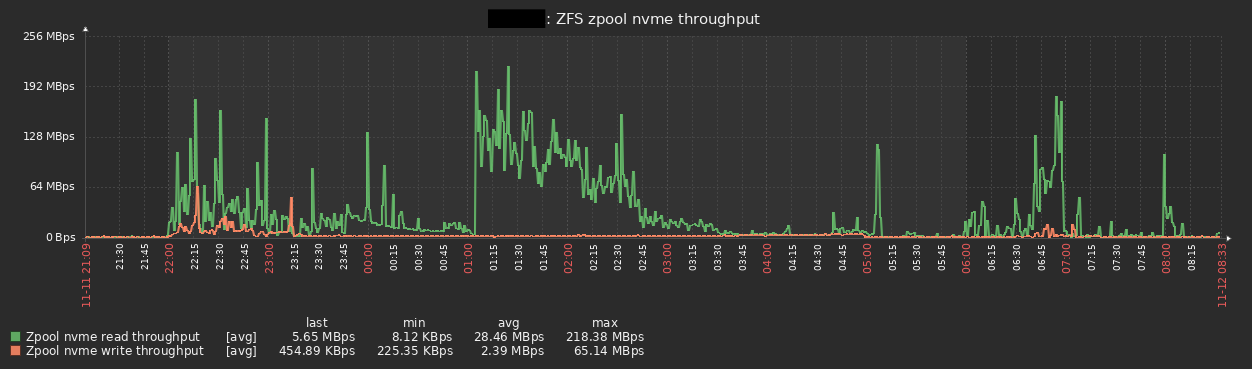 : ZFS zpool nvme throughput
256 MBps
192 MBps
128 MBps
64 MBps
0 Bps
11-11 21:09 21:30 21:45 22:00 22:15 22:30 22:45 23:00 23:15 23:30 23:45 00:00 00:15 00:30 00:45 01:00 01:15 01:30 01:45 02:00 02:15 02:30 02:45 03:00 03:15 03:30 03:45 04:00 04:15 04:30 04:45 05:00 05:15 05:30 05:45 06:00 06:15 06:30 06:45 07:00 07:15 07:30 07:45 08:00 08:15 11-12 08:33
last min avg max
Zpool nvme read throughput [avg] 5.65 MBps 8.12 KBps 28.46 MBps 218.38 MBps
Zpool nvme write throughput [avg] 454.89 KBps 225.35 KBps 2.39 MBps 65.14 MBps